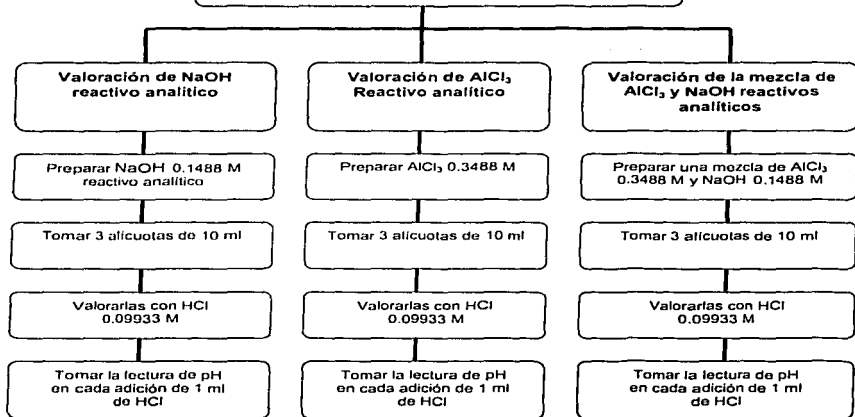 Valoración de NaOH
reactivo analítico
Preparar NaOH 0.1488 M
reactivo analítico
Tomar 3 alícuotas de 10 ml
Valorarlas con HCl
0.09933 M
Tomar la lectura de pH
en cada adición de 1 ml
de HCl
Valoración de AlCl₃
Reactivo analítico
Preparar AlCl₃ 0.3488 M
Tomar 3 alícuotas de 10 ml
Valorarlas con HCl
0.09933 M
Tomar la lectura de pH
en cada adición de 1 ml
de HCl
Valoración de la mezcla de
AlCl₃ y NaOH reactivos
analíticos
Preparar una mezcla de AlCl₃
0.3488 M y NaOH 0.1488 M
Tomar 3 alícuotas de 10 ml
Valorarlas con HCl
0.09933 M
Tomar la lectura de pH
en cada adición de 1 ml
de HCl